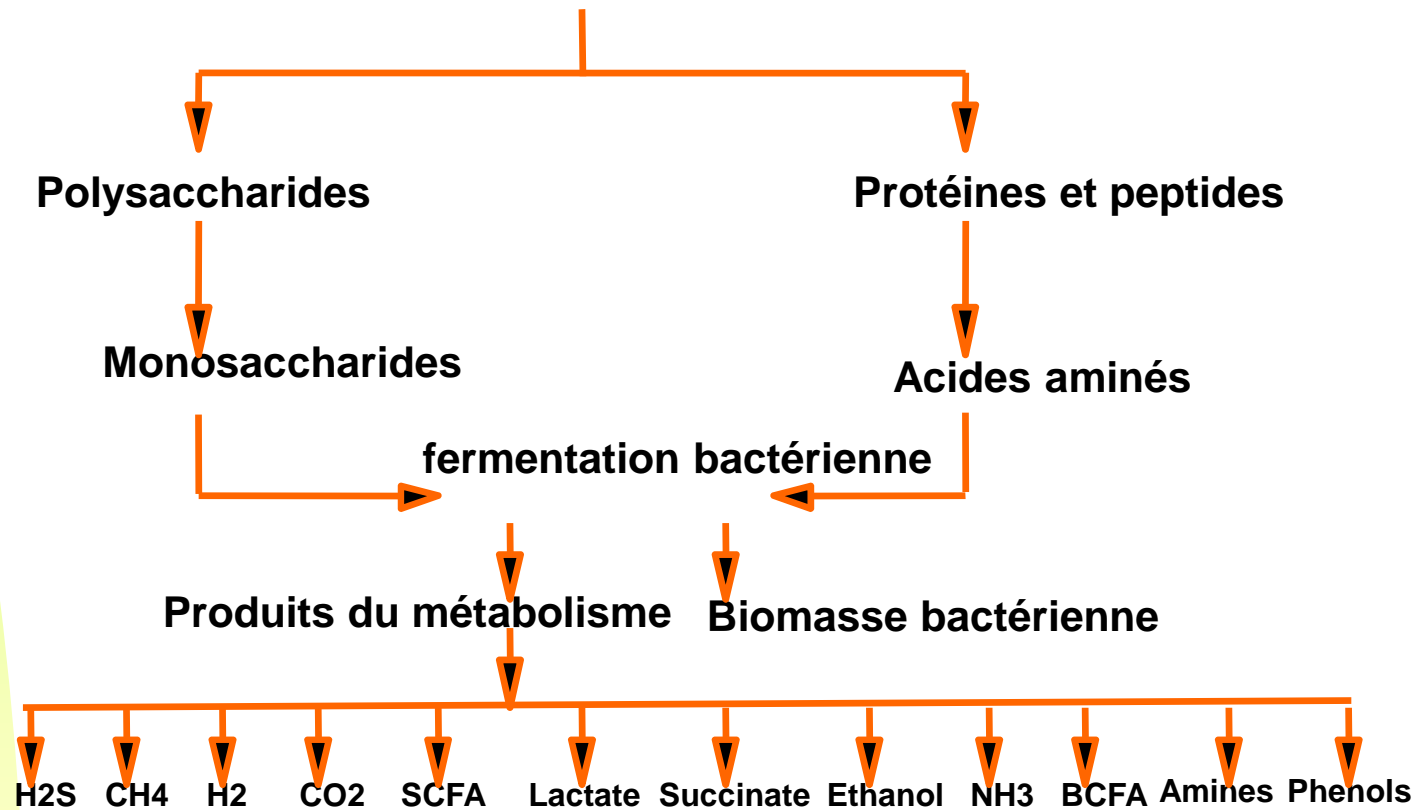 Polysaccharides
Protéines et peptides
Monosaccharides
Acides aminés
fermentation bactérienne
Produits du métabolisme
Biomasse bactérienne
H2S CH4 H2 CO2 SCFA Lactate Succinate Ethanol NH3 BCFA Amines Phenols